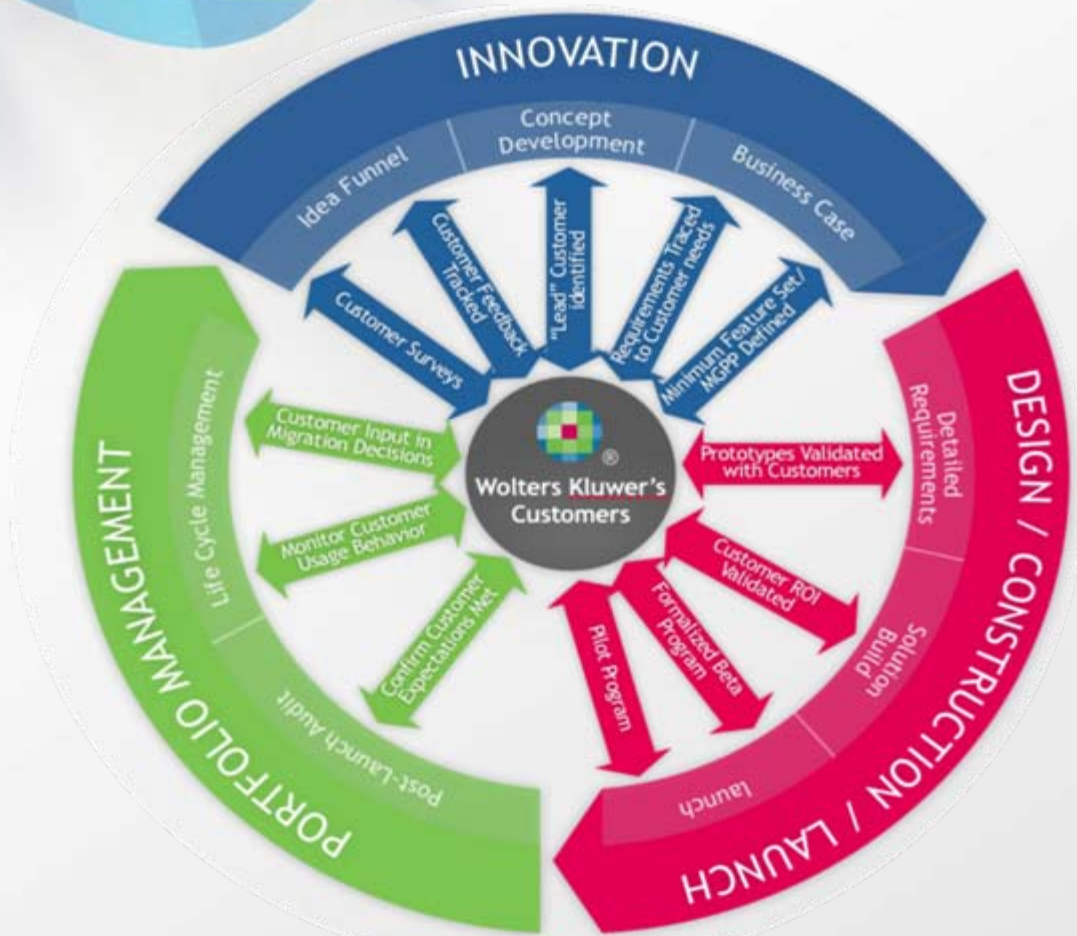 INNOVATION
Idea Funnel
Concept
Development
Business Case
Customer Surveys
Customer Feedback
Tracked
"Lead" Customer
identified
Requirements Traced
to Customer needs
Minimum Feature Set/
MGPP Defined
DESIGN / CONSTRUCTION / LAUNCH
Detailed
Requirements
Solution
Build
launch
Prototypes Validated
with Customers
Customer ROI
Validated
Formalized Beta
Program
Pilot Program
PORTFOLIO MANAGEMENT
Post-Launch Audit
Life Cycle Management
Confirm Customer
Expectations Met
Monitor Customer
Usage Behavior
Customer Input in
Migration Decisions
®
Wolters Kluwer's
Customers